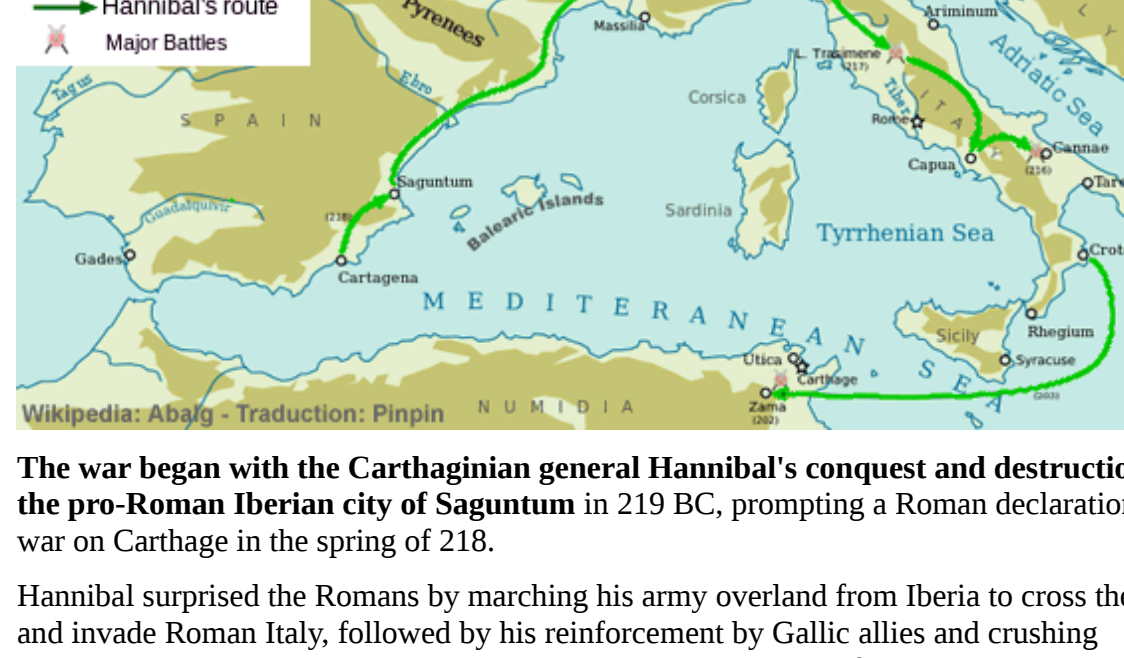 Hannibal's route
Major Battles
Pyrenees
Massilia
Ariminum
Adriatic Sea
L. Trasimene
(217)
Tagus
Ebro
Corsica
Tiber
ITA
Rome
SPAIN
Capua
Cannae
(216)
Saguntum
Tare
Balearic Islands
Sardinia
Guadalquivir
(218)
Tyrrhenian Sea
Gades
Cartagena
Crot
MEDITERANEAN SEA
Sicily
Rhegium
Utica
Syracuse
Carthage
Zama
(202)
(203)
NUMIDIA
Wikipedia: Abalg - Traduction: Pinpin
The war began with the Carthaginian general Hannibal's conquest and destructio
the pro-Roman Iberian city of Saguntum in 219 BC, prompting a Roman declaration
war on Carthage in the spring of 218.
Hannibal surprised the Romans by marching his army overland from Iberia to cross the
and invade Roman Italy, followed by his reinforcement by Gallic allies and crushing